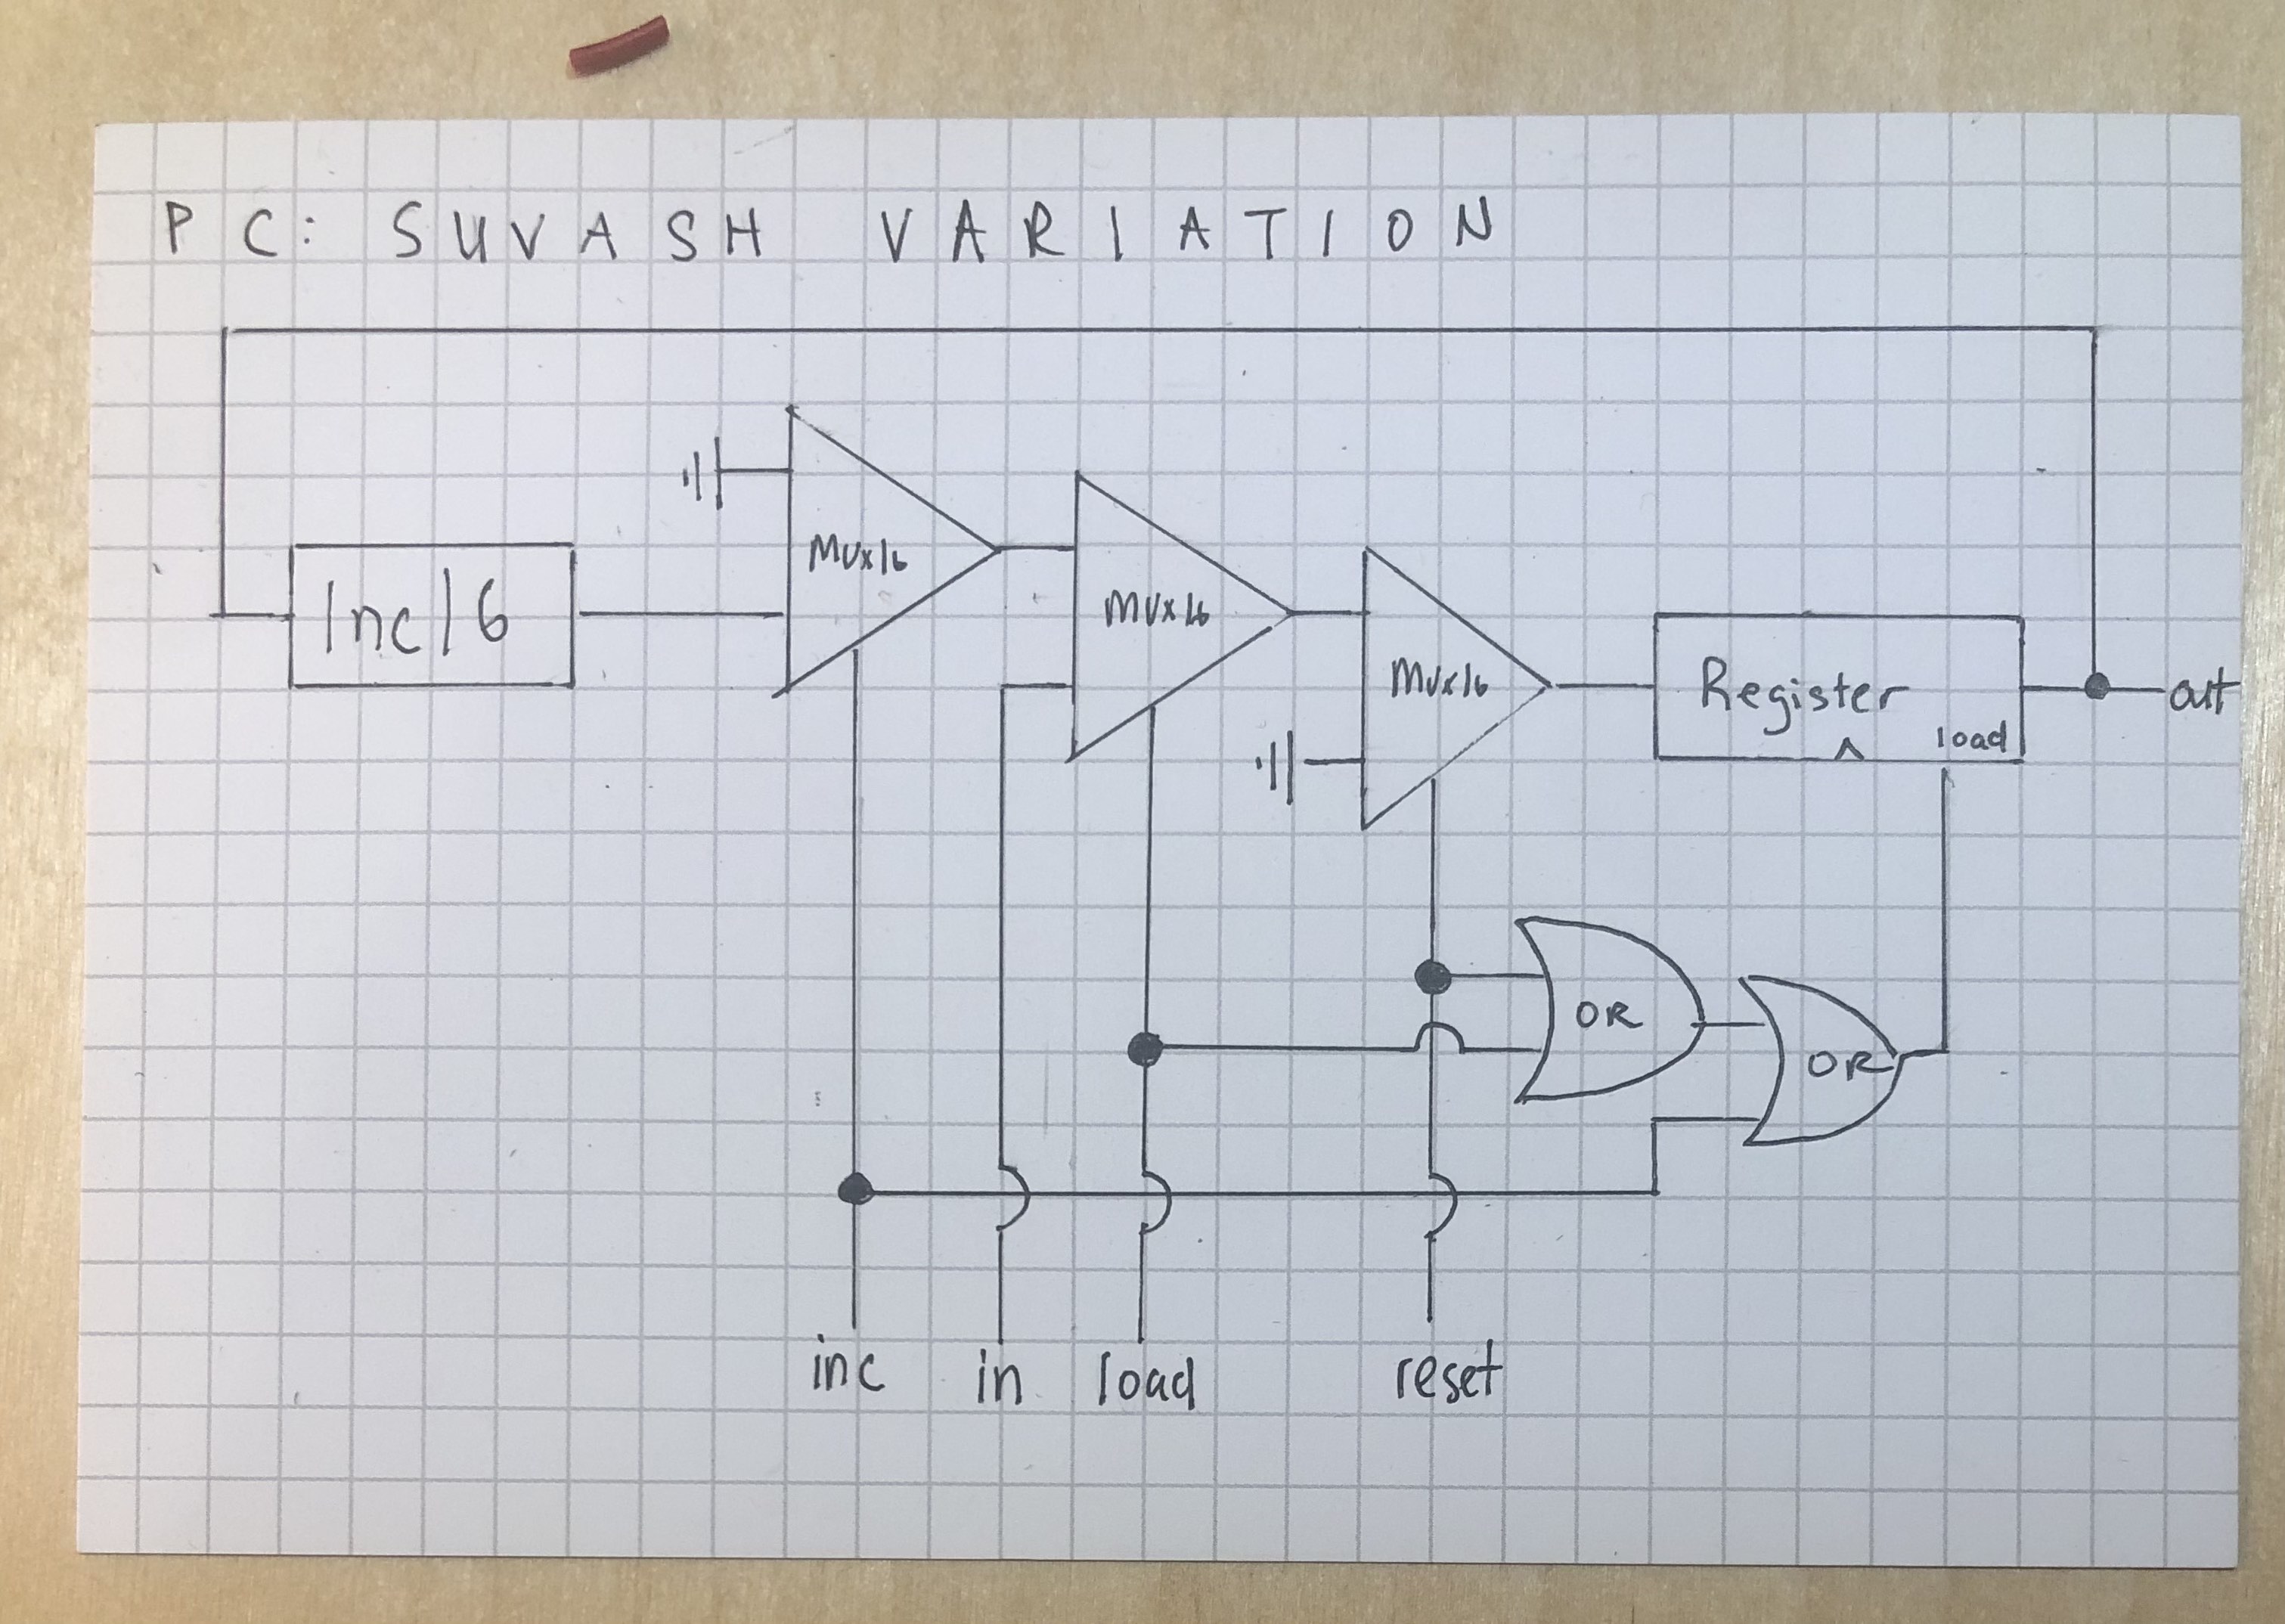 PC: SUVASH VARIATION
Mux16
Inc16
Mux16
Mux16
Register
load
out
OR
OR
inc in load reset